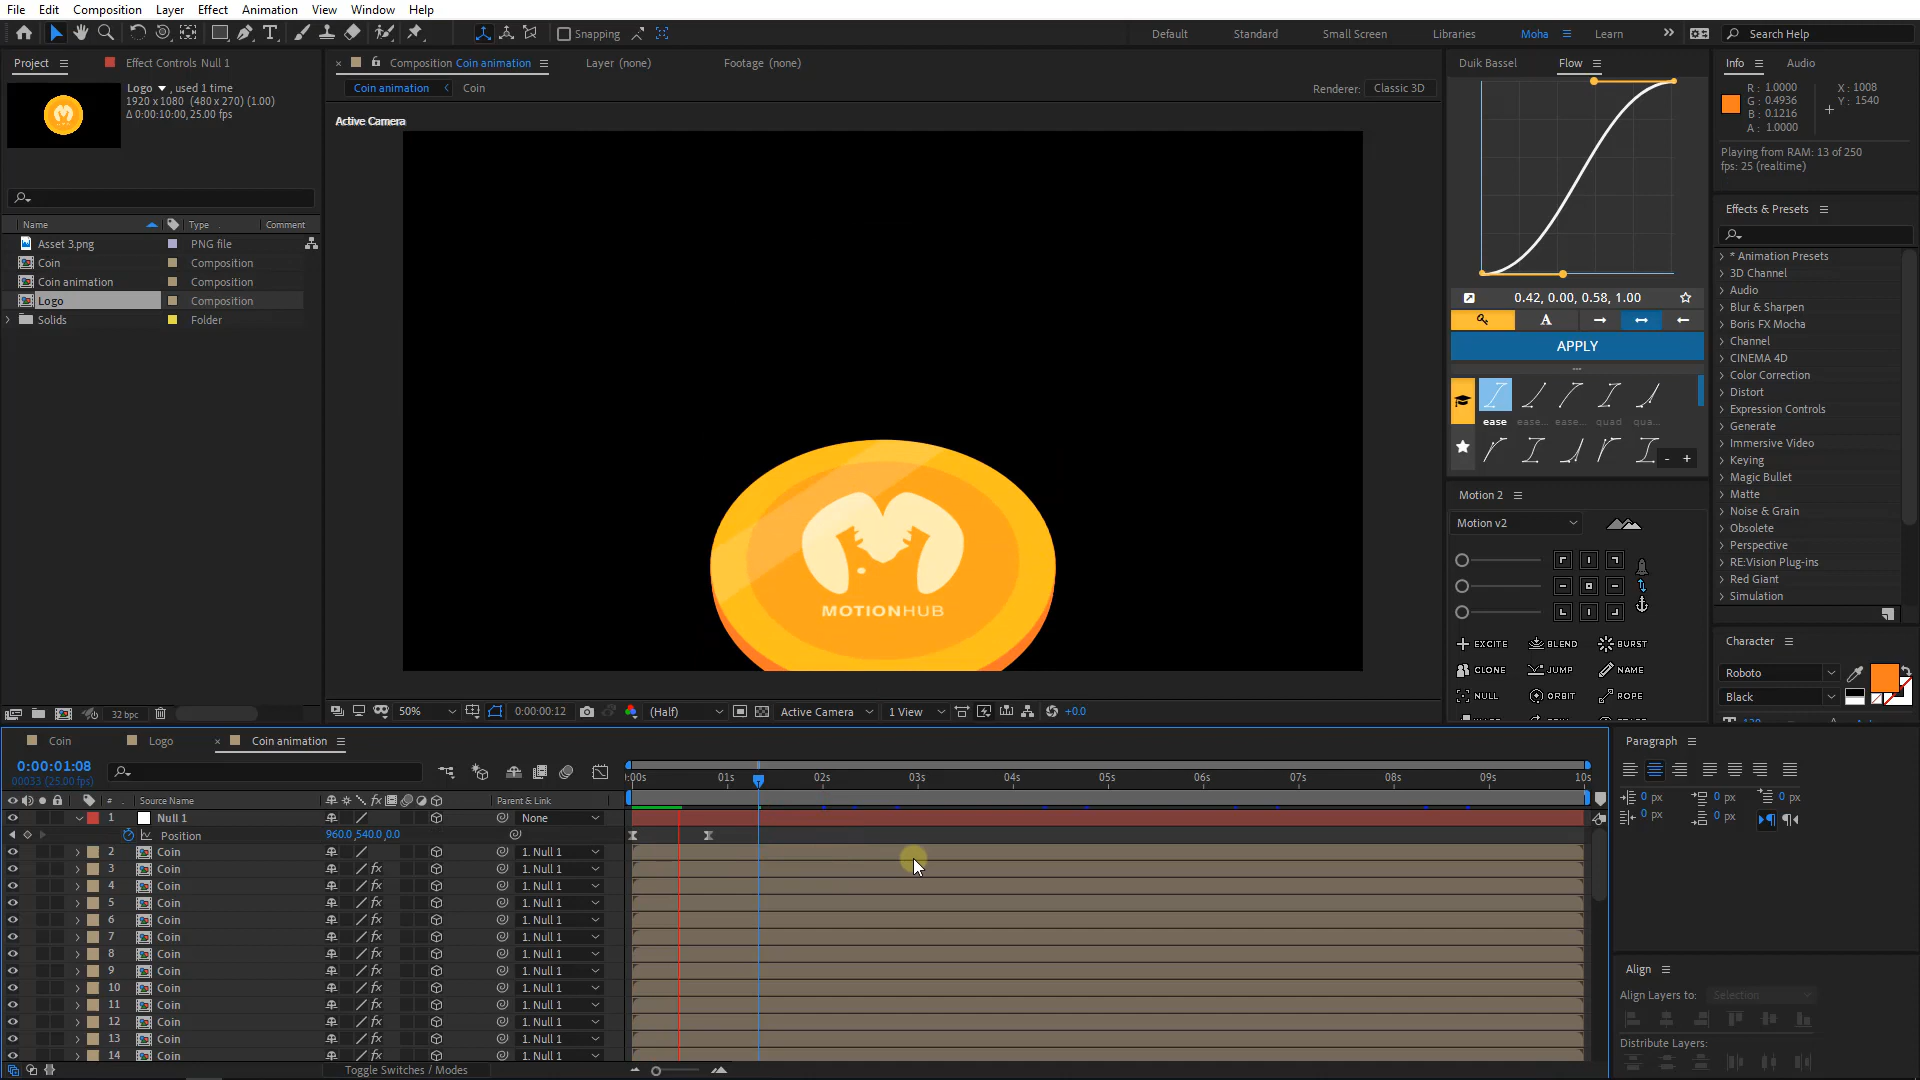 File Edit Composition Layer Effect Animation View Window Help
Snapping
Default Standard Small Screen Libraries Moha Learn Search Help
Project Effect Controls Null 1
Logo , used 1 time
1920 x 1080 (480 x 270) (1.00)
Δ 0:00:10:00, 25.00 fps
Name Type Comment
Asset 3.png PNG file
Coin Composition
Coin animation Composition
Logo Composition
Solids Folder
32 bpc
Composition Coin animation Layer (none) Footage (none)
Coin animation Coin
Renderer: Classic 3D
Active Camera
MOTIONHUB
50% 0:00:00:12 (Half) Active Camera 1 View +0.0
Duik Bassel Flow
0.42, 0.00, 0.58, 1.00
A
APPLY
ease ease... ease... quad qua...
- +
Motion 2
Motion v2
EXCITE BLEND BURST
CLONE JUMP NAME
NULL ORBIT ROPE
Info Audio
R : 1.0000
G : 0.4936
B : 0.1216
A : 1.0000
X : 1008
Y : 1540
Playing from RAM: 13 of 250
fps: 25 (realtime)
Effects & Presets
* Animation Presets
3D Channel
Audio
Blur & Sharpen
Boris FX Mocha
Channel
CINEMA 4D
Color Correction
Distort
Expression Controls
Generate
Immersive Video
Keying
Magic Bullet
Matte
Noise & Grain
Obsolete
Perspective
RE:Vision Plug-ins
Red Giant
Simulation
Character
Roboto
Black
Coin Logo Coin animation
0:00:01:08
00033 (25.00 fps)
# Source Name Parent & Link
:00s 01s 02s 03s 04s 05s 06s 07s 08s 09s 10s
1 Null 1 None
Position 960.0,540.0,0.0
2 Coin 1. Null 1
3 Coin fx 1. Null 1
4 Coin fx 1. Null 1
5 Coin fx 1. Null 1
6 Coin fx 1. Null 1
7 Coin fx 1. Null 1
8 Coin fx 1. Null 1
9 Coin fx 1. Null 1
10 Coin fx 1. Null 1
11 Coin fx 1. Null 1
12 Coin fx 1. Null 1
13 Coin fx 1. Null 1
14 Coin fx 1. Null 1
Toggle Switches / Modes
Paragraph
0 px 0 px 0 px
0 px 0 px
Align
Align Layers to: Selection
Distribute Layers: